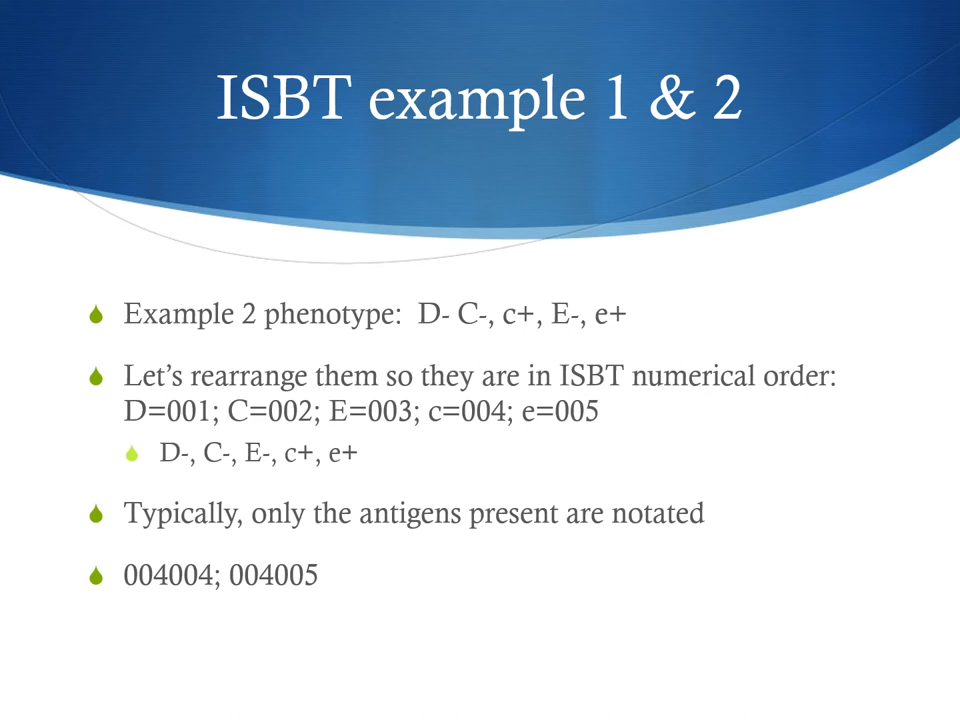 ISBT example 1 & 2
Example 2 phenotype:  D- C-, c+, E-, e+
Let’s rearrange them so they are in ISBT numerical order:
D=001; C=002; E=003; c=004; e=005
D-, C-, E-, c+, e+
Typically, only the antigens present are notated
004004; 004005